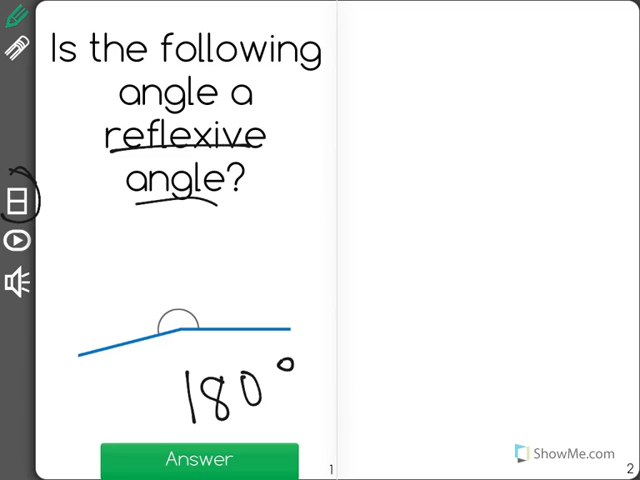 Is the following
angle a
reflexive
angle?
180°
Answer
1
ShowMe.com
2